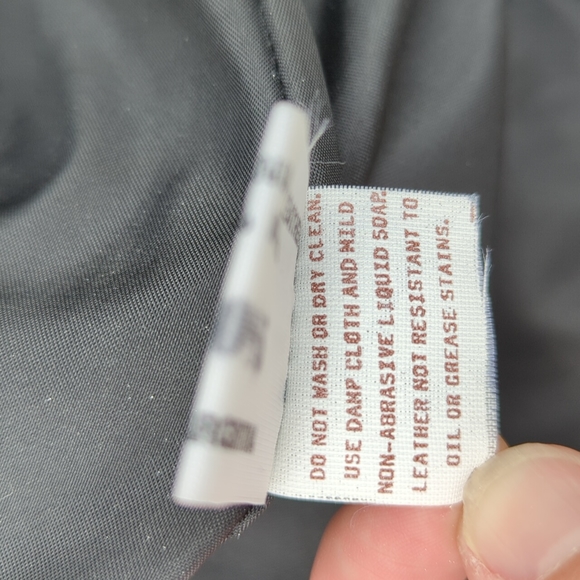 DO NOT WASH OR DRY CLEAN.
USE DAMP CLOTH AND MILD
NON-ABRASIVE LIQUID SOAP.
LEATHER NOT RESISTANT TO
OIL OR GREASE STAINS.